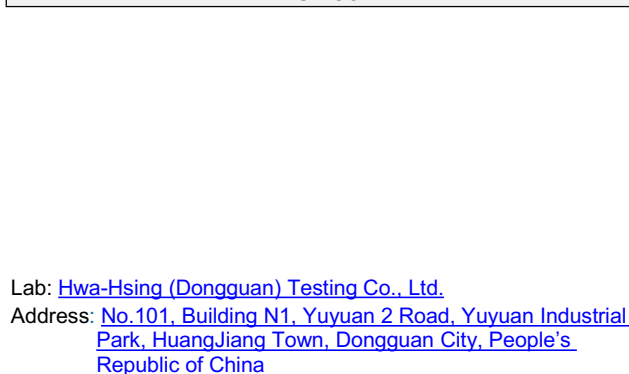 Lab: Hwa-Hsing (Dongguan) Testing Co., Ltd.
Address: No.101, Building N1, Yuyuan 2 Road, Yuyuan Industrial
Park, HuangJiang Town, Dongguan City, People’s
Republic of China